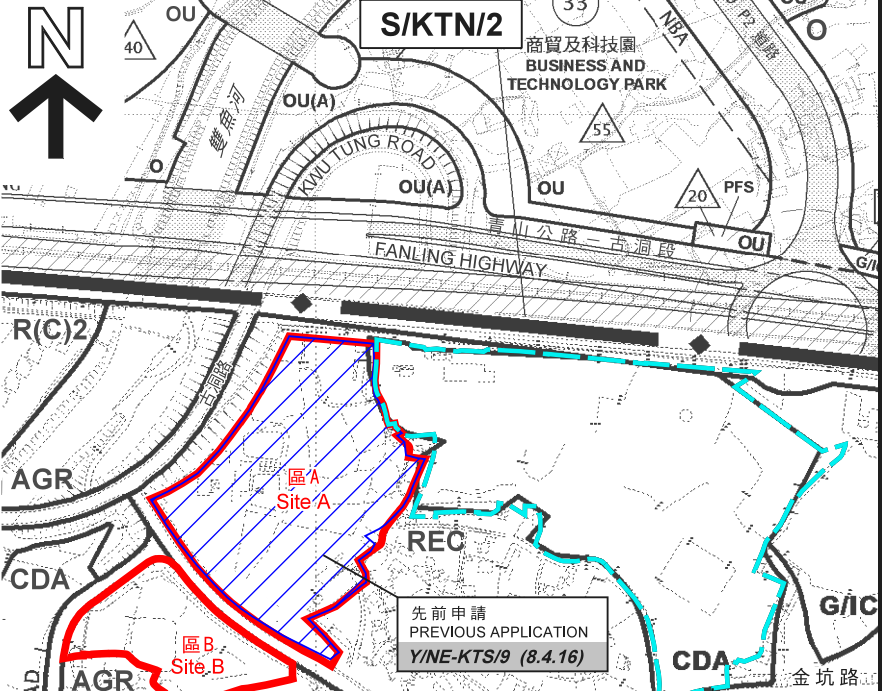 N
40
OU
S/KTN/2
33
商貿及科技園
BUSINESS AND
TECHNOLOGY PARK
NBA
P2
O
雙魚河
OU(A)
55
KWU TUNG ROAD
O
OU(A)
OU
20
PFS
青山公路－古洞段
OU
FANLING HIGHWAY
R(C)2
古洞路
AGR
區A
Site A
REC
CDA
先前申請
PREVIOUS APPLICATION
Y/NE-KTS/9 (8.4.16)
G/IC
區B
Site B
CDA
AGR
金坑路